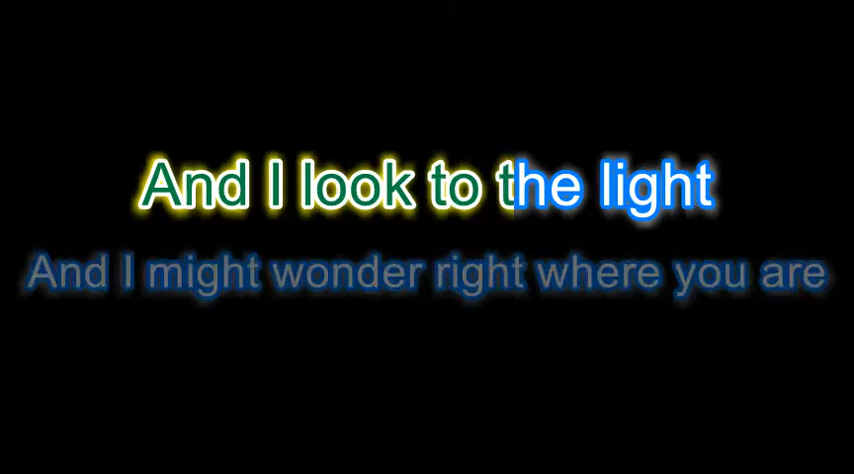 And I look to the light
And I might wonder right where you are